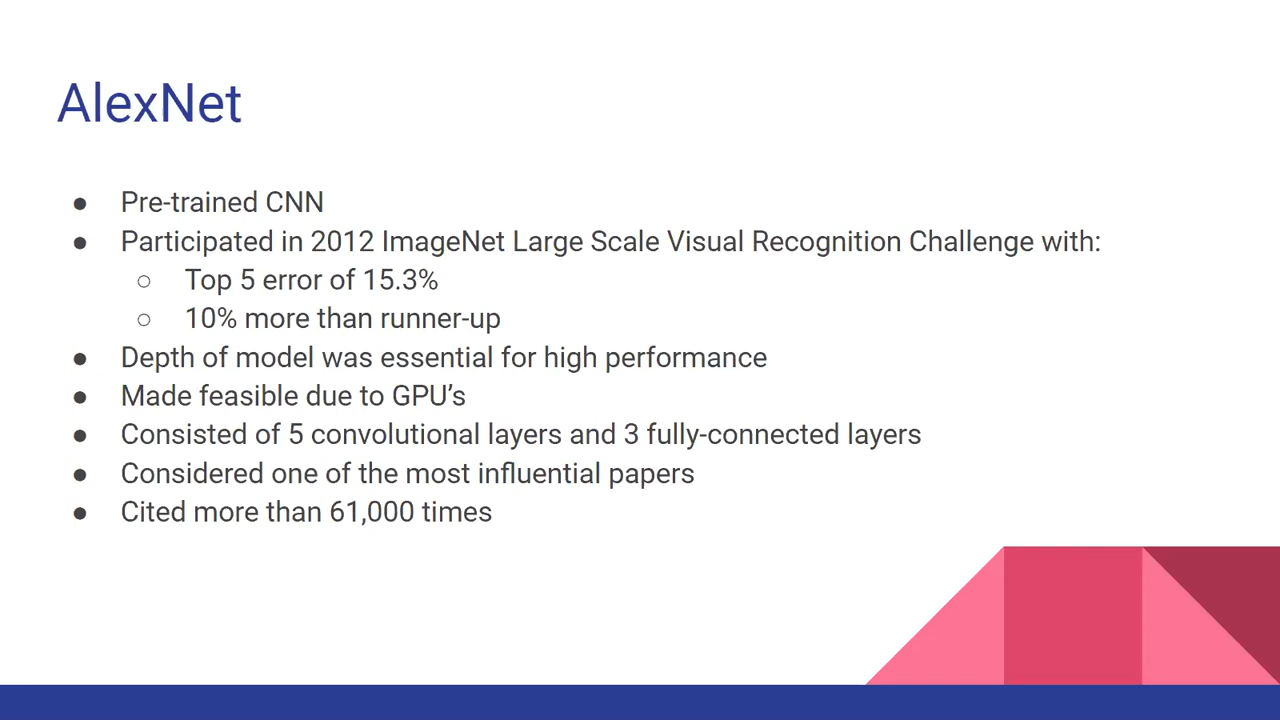 AlexNet
● Pre-trained CNN
● Participated in 2012 ImageNet Large Scale Visual Recognition Challenge with:
○ Top 5 error of 15.3%
○ 10% more than runner-up
● Depth of model was essential for high performance
● Made feasible due to GPU’s
● Consisted of 5 convolutional layers and 3 fully-connected layers
● Considered one of the most influential papers
● Cited more than 61,000 times